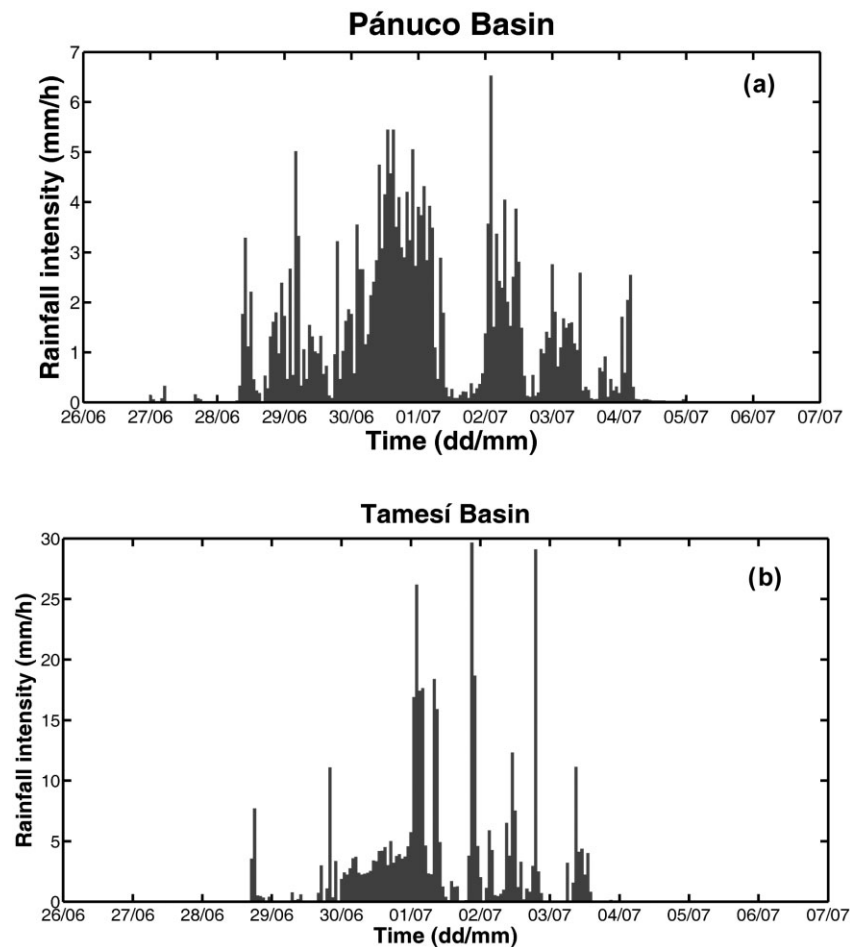 Pánuco Basin
(a)
Rainfall intensity (mm/h)
7
6
5
4
3
2
1
0
26/06 27/06 28/06 29/06 30/06 01/07 02/07 03/07 04/07 05/07 06/07 07/07
Time (dd/mm)
Tamesí Basin
(b)
Rainfall intensity (mm/h)
30
25
20
15
10
5
0
26/06 27/06 28/06 29/06 30/06 01/07 02/07 03/07 04/07 05/07 06/07 07/07
Time (dd/mm)